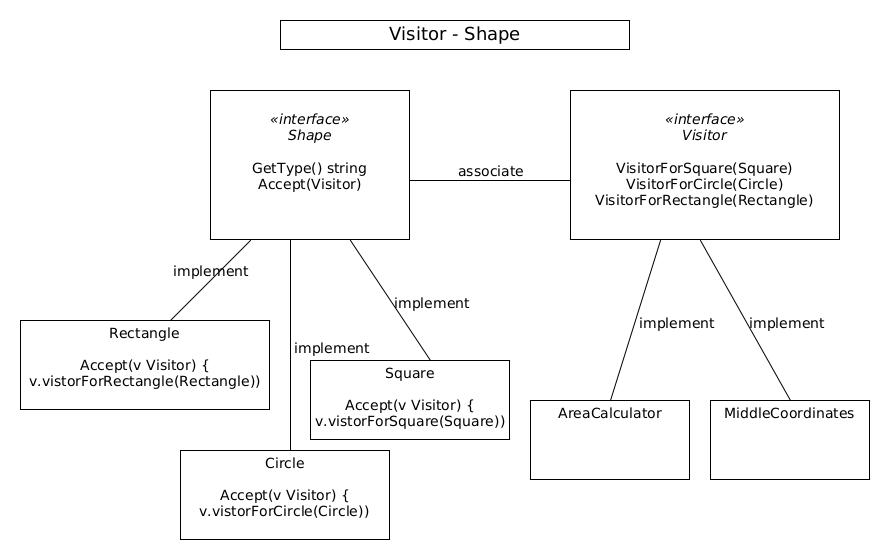 Visitor - Shape
«interface»
Shape
GetType() string
Accept(Visitor)
associate
«interface»
Visitor
VisitorForSquare(Square)
VisitorForCircle(Circle)
VisitorForRectangle(Rectangle)
implement
implement
implement
implement
implement
Rectangle
Accept(v Visitor) {
v.vistorForRectangle(Rectangle))
Square
Accept(v Visitor) {
v.vistorForSquare(Square))
Circle
Accept(v Visitor) {
v.vistorForCircle(Circle))
AreaCalculator
MiddleCoordinates